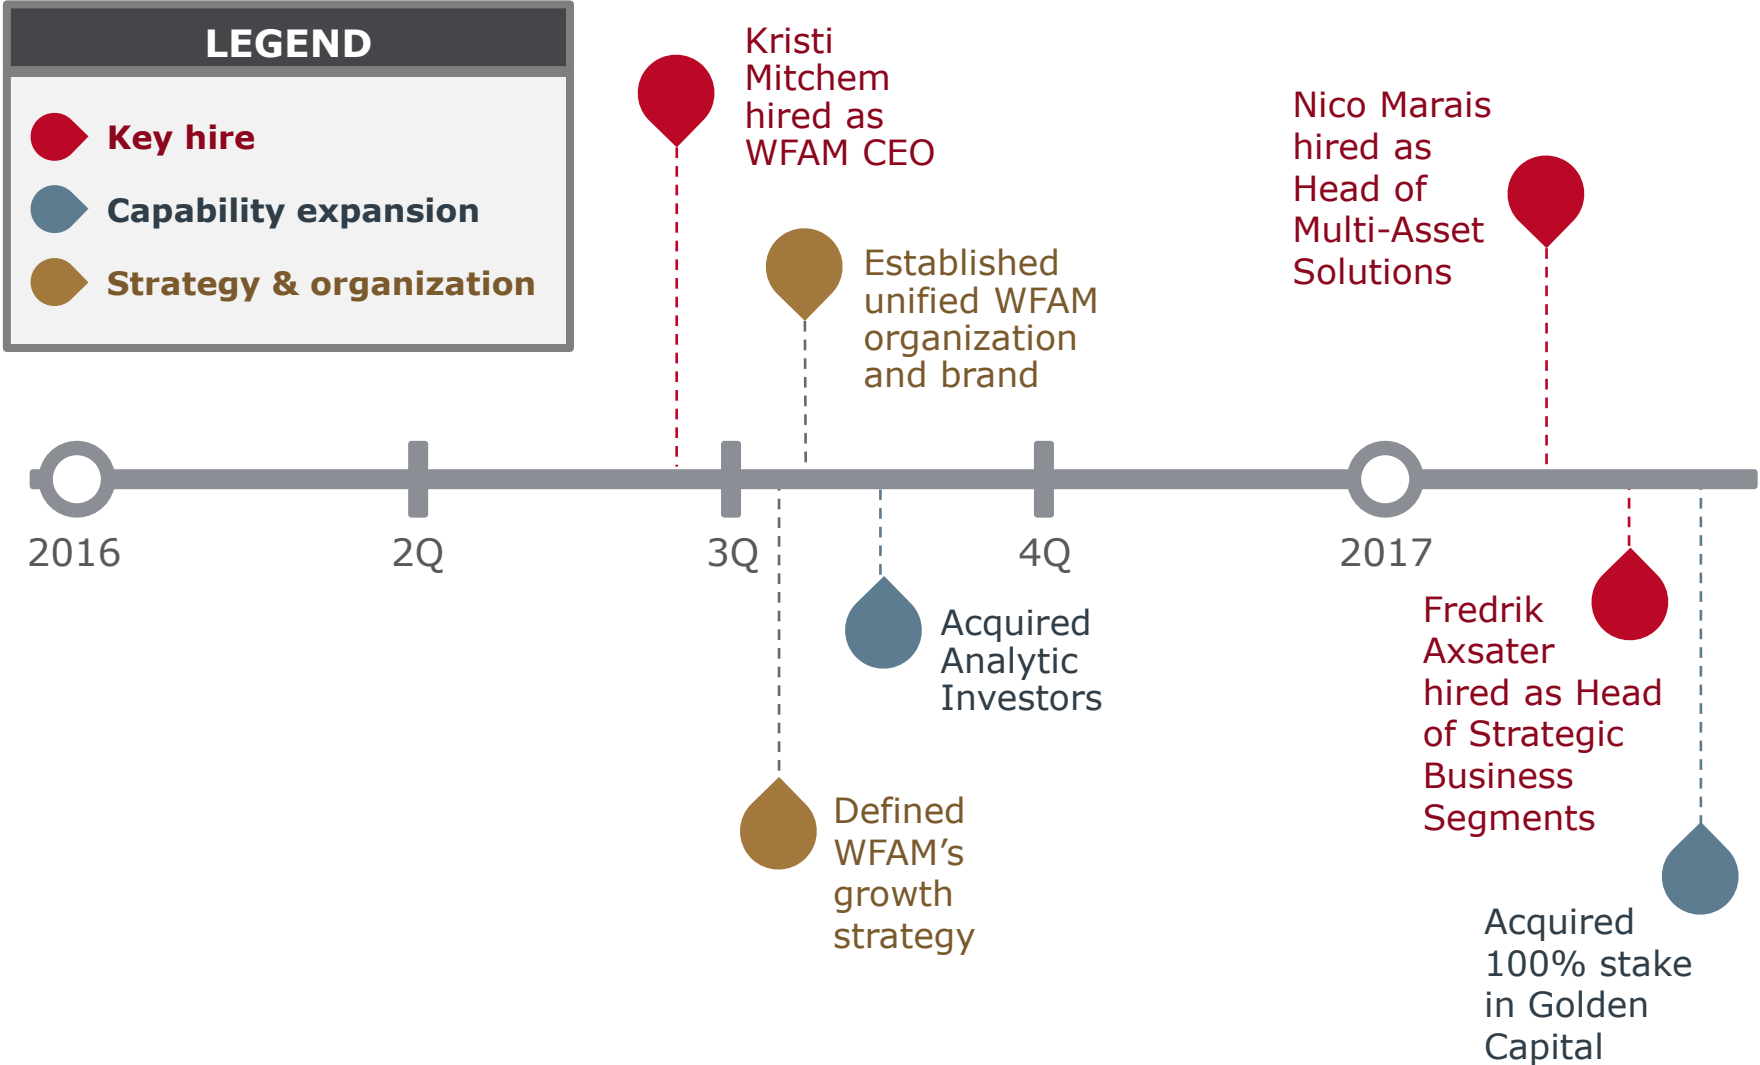 LEGEND
Key hire
Capability expansion
Strategy & organization
Kristi
Mitchem
hired as
WFAM CEO
Established
unified WFAM
organization
and brand
Nico Marais
hired as
Head of
Multi-Asset
Solutions
2016
2Q
3Q
4Q
2017
Acquired
Analytic
Investors
Defined
WFAM’s
growth
strategy
Fredrik
Axsater
hired as Head
of Strategic
Business
Segments
Acquired
100% stake
in Golden
Capital